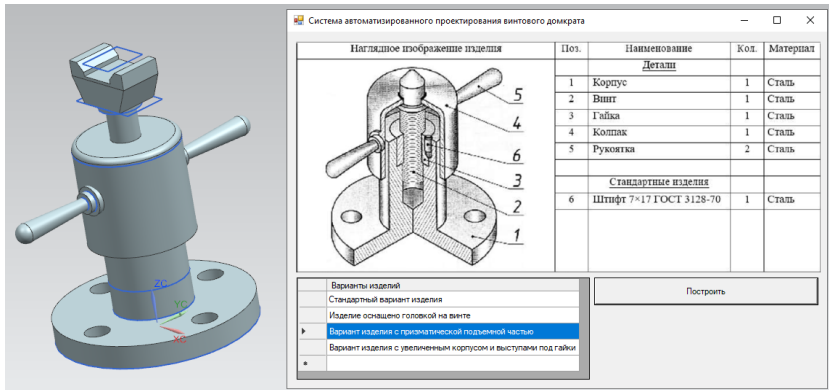 Система автоматизированного проектирования винтового домкрата
Наглядное изображение изделия Поз. Наименование Кол. Материал
Детали
1 Корпус 1 Сталь
2 Винт 1 Сталь
3 Гайка 1 Сталь
4 Колпак 1 Сталь
5 Рукоятка 2 Сталь
Стандартные изделия
6 Штифт 7×17 ГОСТ 3128-70 1 Сталь
5
4
6
3
2
1
ZC
YC
XC
Варианты изделий
Стандартный вариант изделия
Изделие оснащено головкой на винте
Вариант изделия с призматической подъемной частью
Вариант изделия с увеличенным корпусом и выступами под гайки
Построить